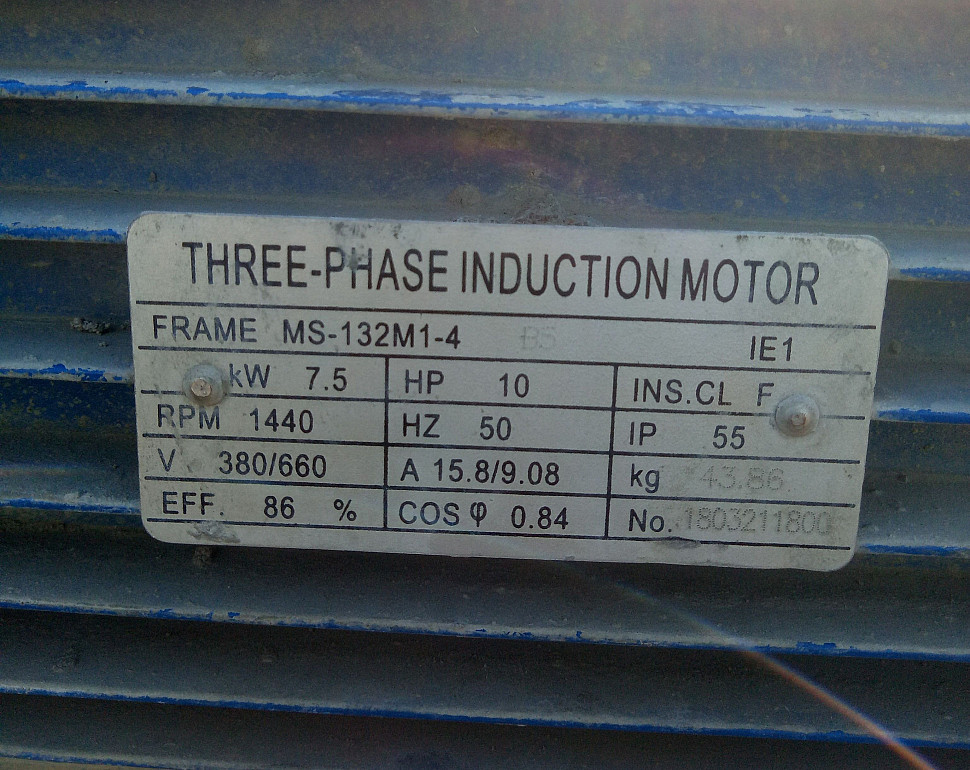 THREE-PHASE INDUCTION MOTOR
FRAME MS-132M1-4 B5 IE1
kW 7.5 HP 10 INS.CL F
RPM 1440 HZ 50 IP 55
V 380/660 A 15.8/9.08 kg 43.86
EFF. 86 % COS φ 0.84 No. 1803211800